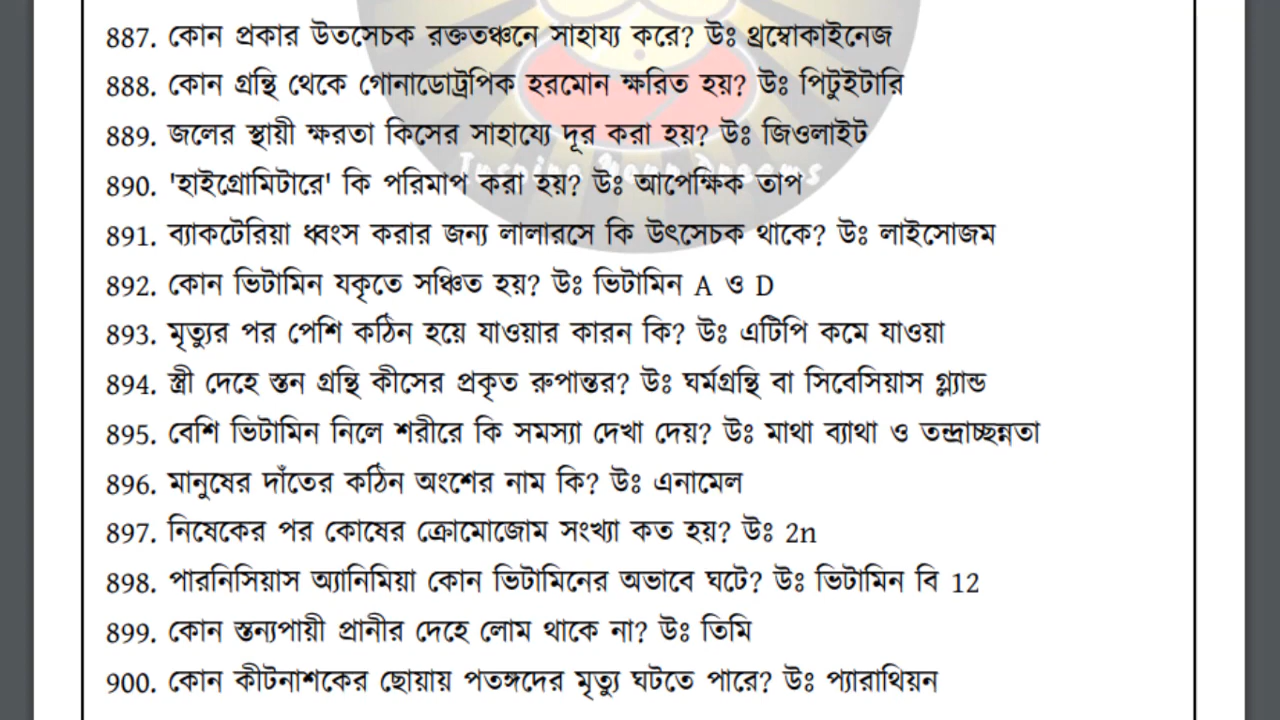 887. কোন প্রকার উতসেচক রক্ততঞ্চনে সাহায্য করে? উঃ থ্রম্বোকাইনেজ
888. কোন গ্রন্থি থেকে গোনাডোট্রপিক হরমোন ক্ষরিত হয়? উঃ পিটুইটারি
889. জলের স্থায়ী ক্ষরতা কিসের সাহায্যে দূর করা হয়? উঃ জিওলাইট
Inspire Many Dreams
890. 'হাইগ্রোমিটারে' কি পরিমাপ করা হয়? উঃ আপেক্ষিক তাপ
891. ব্যাকটেরিয়া ধ্বংস করার জন্য লালারসে কি উৎসেচক থাকে? উঃ লাইসোজম
892. কোন ভিটামিন যকৃতে সঞ্চিত হয়? উঃ ভিটামিন A ও D
893. মৃত্যুর পর পেশি কঠিন হয়ে যাওয়ার কারন কি? উঃ এটিপি কমে যাওয়া
894. স্ত্রী দেহে স্তন গ্রন্থি কীসের প্রকৃত রুপান্তর? উঃ ঘর্মগ্রন্থি বা সিবেসিয়াস গ্ল্যান্ড
895. বেশি ভিটামিন নিলে শরীরে কি সমস্যা দেখা দেয়? উঃ মাথা ব্যাথা ও তন্দ্রাচ্ছন্নতা
896. মানুষের দাঁতের কঠিন অংশের নাম কি? উঃ এনামেল
897. নিষেকের পর কোষের ক্রোমোজোম সংখ্যা কত হয়? উঃ 2n
898. পারনিসিয়াস অ্যানিমিয়া কোন ভিটামিনের অভাবে ঘটে? উঃ ভিটামিন বি 12
899. কোন স্তন্যপায়ী প্রানীর দেহে লোম থাকে না? উঃ তিমি
900. কোন কীটনাশকের ছোয়ায় পতঙ্গদের মৃত্যু ঘটতে পারে? উঃ প্যারাথিয়ন